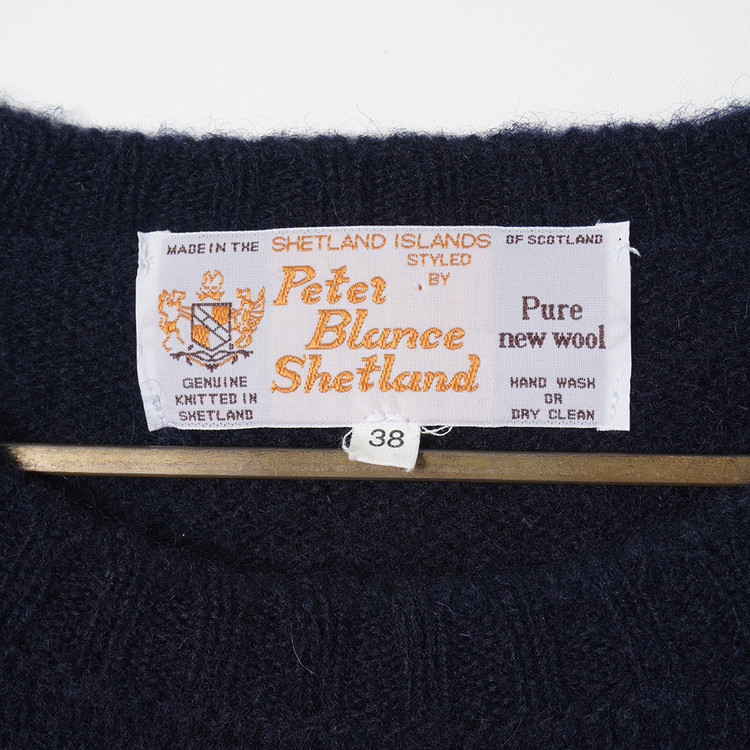 MADE IN THE SHETLAND ISLANDS OF SCOTLAND
STYLED
BY
Peter
Blance
Shetland
GENUINE
KNITTED IN
SHETLAND
Pure
new wool
HAND WASH
OR
DRY CLEAN
38